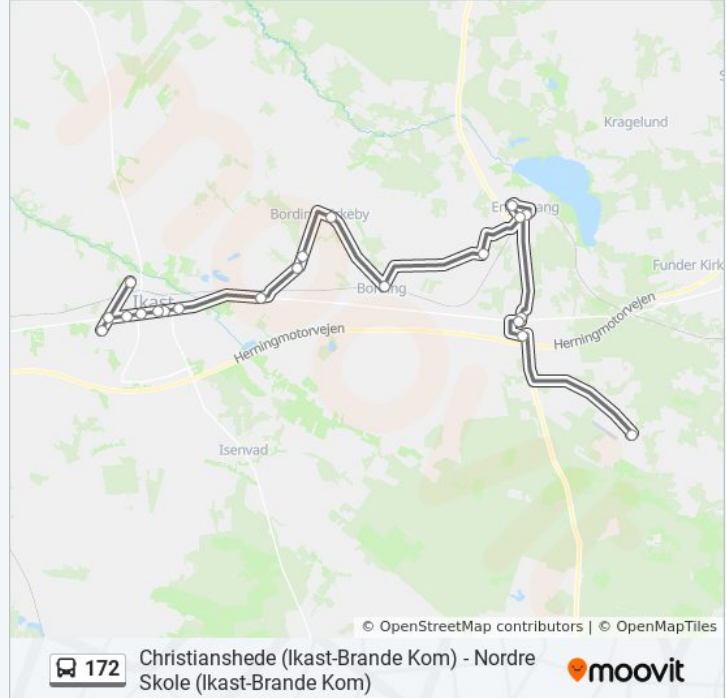 Kragelund
Bording Kirkeby
Ikast
Bording
Funder Kirk
Herningmotorvejen
Herningmotorvejen
Isenvad
© OpenStreetMap contributors | © OpenMapTiles
172
Christianshede (Ikast-Brande Kom) - Nordre
Skole (Ikast-Brande Kom)
moovit